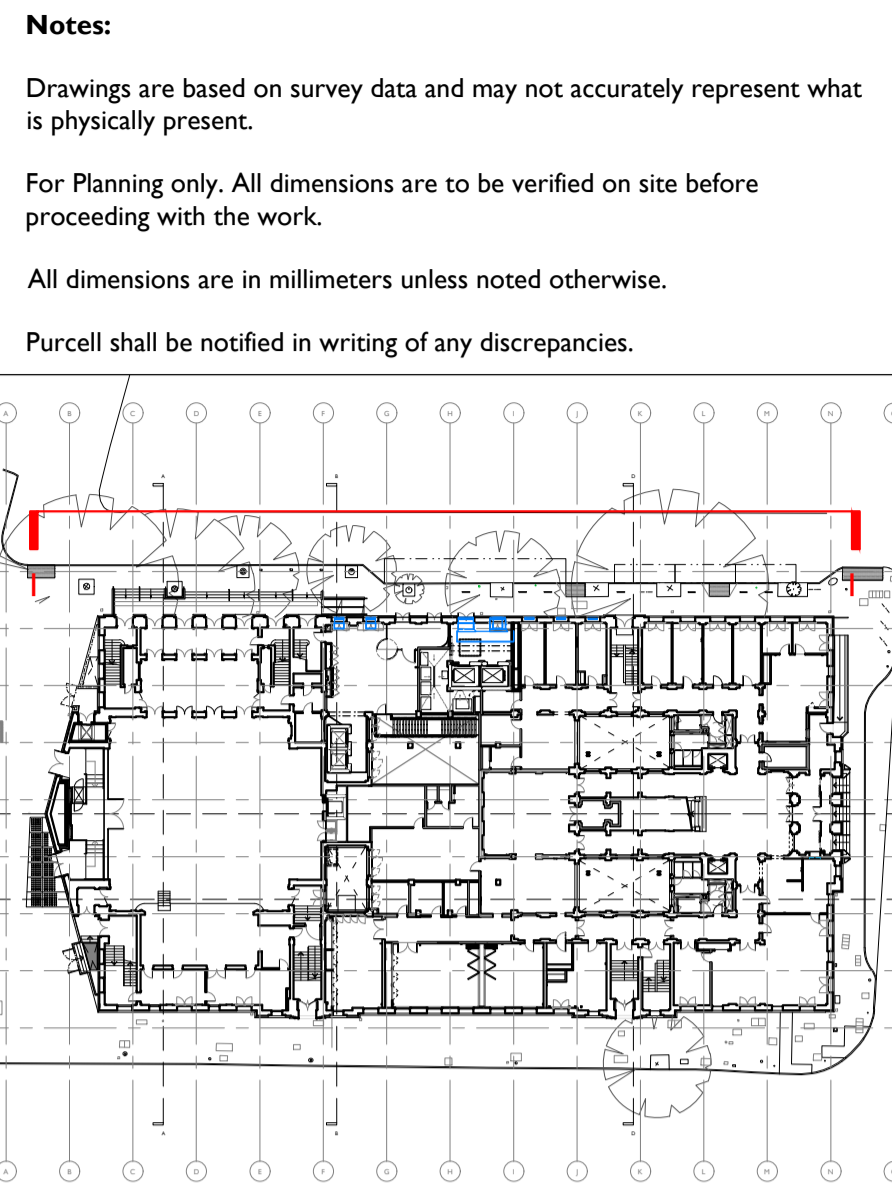 Notes:
Drawings are based on survey data and may not accurately represent what
is physically present.
For Planning only. All dimensions are to be verified on site before
proceeding with the work.
All dimensions are in millimeters unless noted otherwise.
Purcell shall be notified in writing of any discrepancies.
A B C D E F G H I J K L M N
A B D
A B D
A B C D E F G H I J K L M N